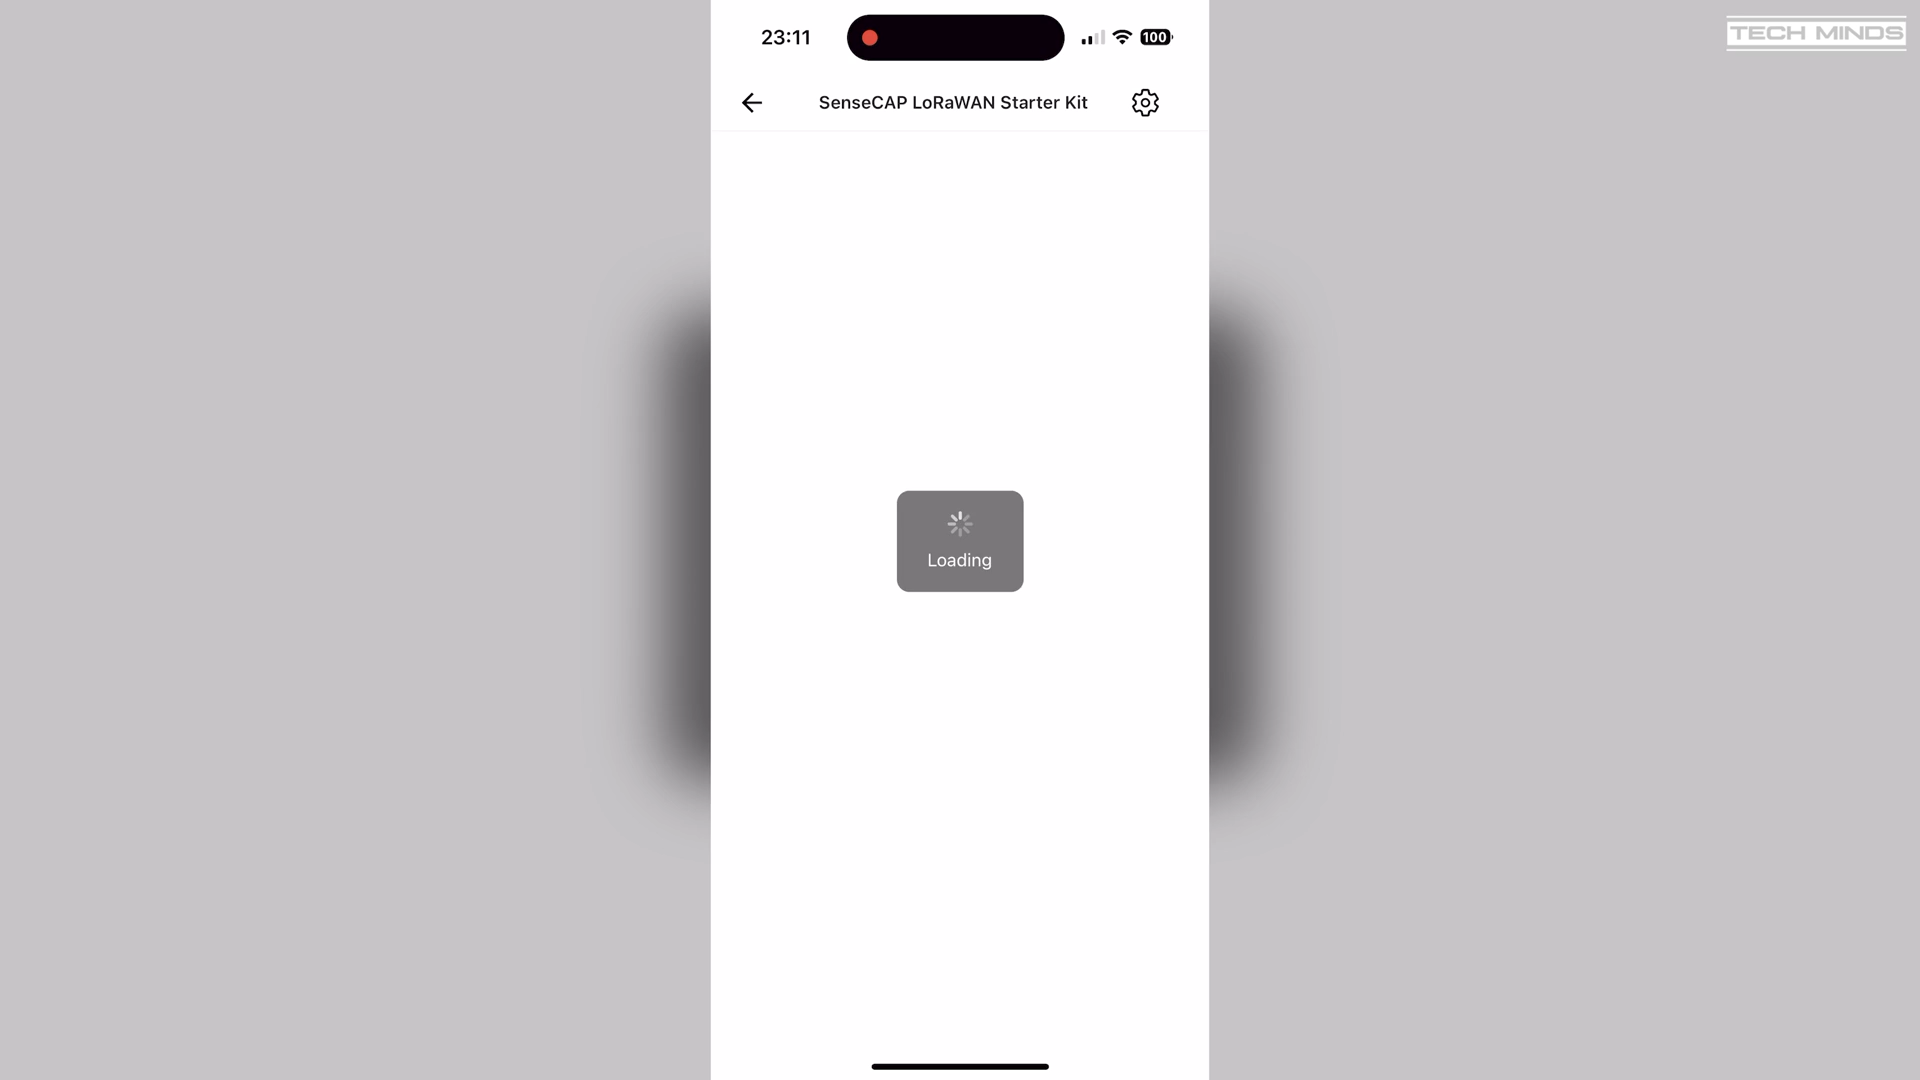 23:11
100
TECH MINDS
SenseCAP LoRaWAN Starter Kit
Loading